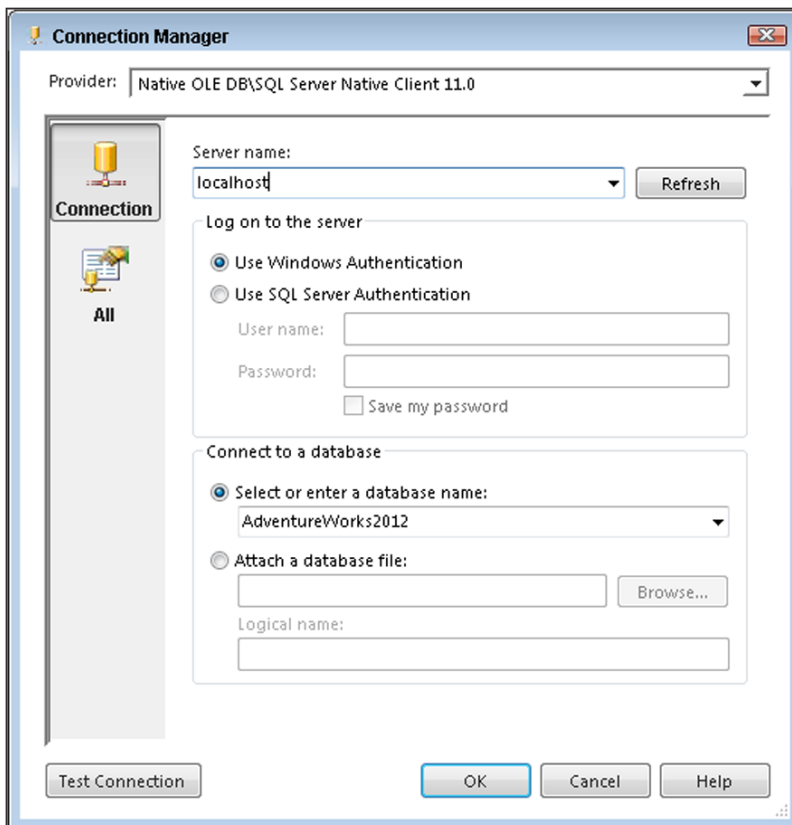 Connection Manager
Provider: Native OLE DB\SQL Server Native Client 11.0
Connection
All
Server name:
localhost
Refresh
Log on to the server
Use Windows Authentication
Use SQL Server Authentication
User name:
Password:
Save my password
Connect to a database
Select or enter a database name:
AdventureWorks2012
Attach a database file:
Browse...
Logical name:
Test Connection OK Cancel Help